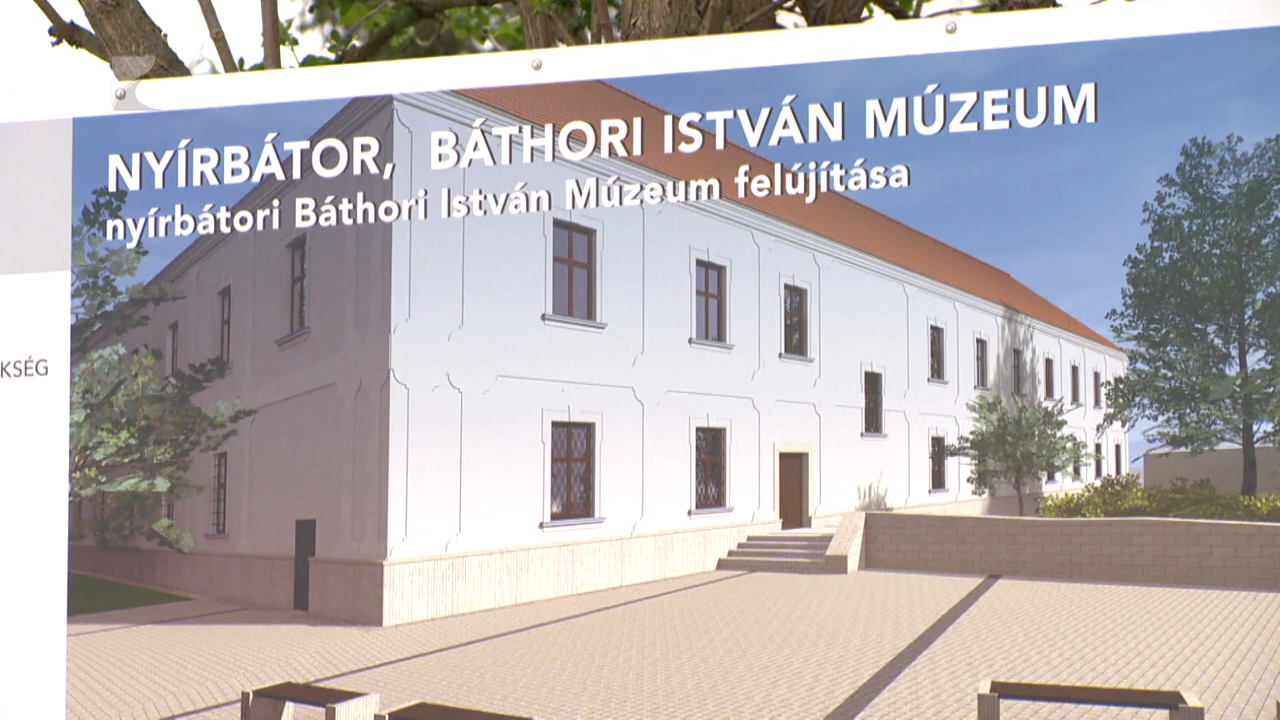 NYÍRBÁTOR, BÁTHORI ISTVÁN MÚZEUM
nyírbátori Báthori István Múzeum felújítása
KSÉG